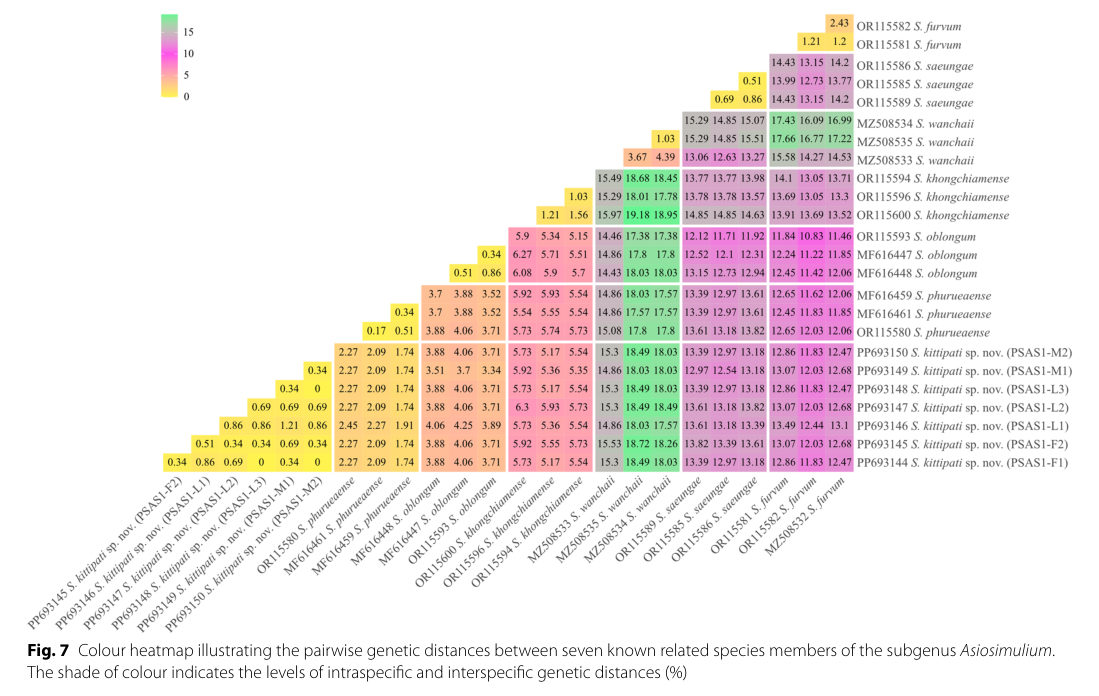 2.43 OR115582 S. furvum
15
1.21 1.2 OR115581 S. furvum
10
14.43 13.15 14.2 OR115586 S. saeungae
5
0.51 13.99 12.73 13.77 OR115585 S. saeungae
0
0.69 0.86 14.43 13.15 14.2 OR115589 S. saeungae
15.29 14.85 15.07 17.43 16.09 16.99 MZ508534 S. wanchaii
1.03 15.29 14.85 15.51 17.66 16.77 17.22 MZ508535 S. wanchaii
3.67 4.39 13.06 12.63 13.27 15.58 14.27 14.53 MZ508533 S. wanchaii
15.49 18.68 18.45 13.77 13.77 13.98 14.1 13.05 13.71 OR115594 S. khongchiamense
1.03 15.29 18.01 17.78 13.78 13.78 13.57 13.69 13.05 13.3 OR115596 S. khongchiamense
1.21 1.56 15.97 19.18 18.95 14.85 14.85 14.63 13.91 13.69 13.52 OR115600 S. khongchiamense
5.9 5.34 5.15 14.46 17.38 17.38 12.12 11.71 11.92 11.84 10.83 11.46 OR115593 S. oblongum
0.34 6.27 5.71 5.51 14.86 17.8 17.8 12.52 12.1 12.31 12.24 11.22 11.85 MF616447 S. oblongum
0.51 0.86 6.08 5.9 5.7 14.43 18.03 18.03 13.15 12.73 12.94 12.45 11.42 12.06 MF616448 S. oblongum
3.7 3.88 3.52 5.92 5.93 5.54 14.86 18.03 17.57 13.39 12.97 13.61 12.65 11.62 12.06 MF616459 S. phurueaense
0.34 3.7 3.88 3.52 5.54 5.55 5.54 14.86 17.57 17.57 13.39 12.97 13.61 12.45 11.83 11.85 MF616461 S. phurueaense
0.17 0.51 3.88 4.06 3.71 5.73 5.74 5.73 15.08 17.8 17.8 13.61 13.18 13.82 12.65 12.03 12.06 OR115580 S. phurueaense
2.27 2.09 1.74 3.88 4.06 3.71 5.73 5.17 5.54 15.3 18.49 18.03 13.39 12.97 13.18 12.86 11.83 12.47 PP693150 S. kittipati sp. nov. (PSAS1-M2)
0.34 2.27 2.09 1.74 3.51 3.7 3.34 5.92 5.36 5.35 14.86 18.03 18.03 12.97 12.54 13.18 13.07 12.03 12.68 PP693149 S. kittipati sp. nov. (PSAS1-M1)
0.34 0 2.27 2.09 1.74 3.88 4.06 3.71 5.73 5.17 5.54 15.3 18.49 18.03 13.39 12.97 13.18 12.86 11.83 12.47 PP693148 S. kittipati sp. nov. (PSAS1-L3)
0.69 0.69 0.69 2.27 2.09 1.74 3.88 4.06 3.71 6.3 5.93 5.73 15.3 18.49 18.49 13.61 13.18 13.82 13.07 12.03 12.68 PP693147 S. kittipati sp. nov. (PSAS1-L2)
0.86 0.86 1.21 0.86 2.45 2.27 1.91 4.06 4.25 3.89 5.73 5.36 5.54 14.86 18.03 17.57 13.61 13.18 13.39 13.49 12.44 13.1 PP693146 S. kittipati sp. nov. (PSAS1-L1)
0.51 0.34 0.34 0.69 0.34 2.27 2.09 1.74 3.88 4.06 3.71 5.92 5.55 5.73 15.53 18.72 18.26 13.82 13.39 13.61 13.07 12.03 12.68 PP693145 S. kittipati sp. nov. (PSAS1-F2)
0.34 0.86 0.69 0 0.34 0 2.27 2.09 1.74 3.88 4.06 3.71 5.73 5.17 5.54 15.3 18.49 18.03 13.39 12.97 13.18 12.86 11.83 12.47 PP693144 S. kittipati sp. nov. (PSAS1-F1)
PP693145 S. kittipati sp. nov. (PSAS1-F2)
PP693146 S. kittipati sp. nov. (PSAS1-L1)
PP693147 S. kittipati sp. nov. (PSAS1-L2)
PP693148 S. kittipati sp. nov. (PSAS1-L3)
PP693149 S. kittipati sp. nov. (PSAS1-M1)
PP693150 S. kittipati sp. nov. (PSAS1-M2)
OR115580 S. phurueaense
MF616461 S. phurueaense
MF616459 S. phurueaense
MF616448 S. oblongum
MF616447 S. oblongum
OR115593 S. oblongum
OR115600 S. khongchiamense
OR115596 S. khongchiamense
OR115594 S. khongchiamense
MZ508533 S. wanchaii
MZ508535 S. wanchaii
MZ508534 S. wanchaii
OR115589 S. saeungae
OR115585 S. saeungae
OR115586 S. saeungae
OR115581 S. furvum
OR115582 S. furvum
MZ508532 S. furvum
Fig. 7 Colour heatmap illustrating the pairwise genetic distances between seven known related species members of the subgenus Asiosimulium.
The shade of colour indicates the levels of intraspecific and interspecific genetic distances (%)